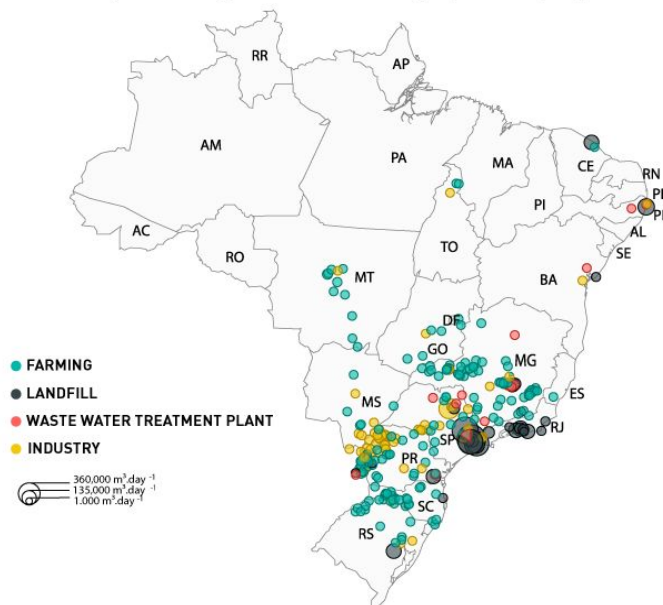 RR
AP
AM
PA
MA
CE
RN
PI
PI
PE
AL
SE
AC
RO
TO
MT
BA
DF
GO
MG
ES
MS
SP
RJ
PR
SC
RS
FARMING
LANDFILL
WASTE WATER TREATMENT PLANT
INDUSTRY
360,000 m³.day⁻¹
135,000 m³.day⁻¹
1.000 m³.day⁻¹